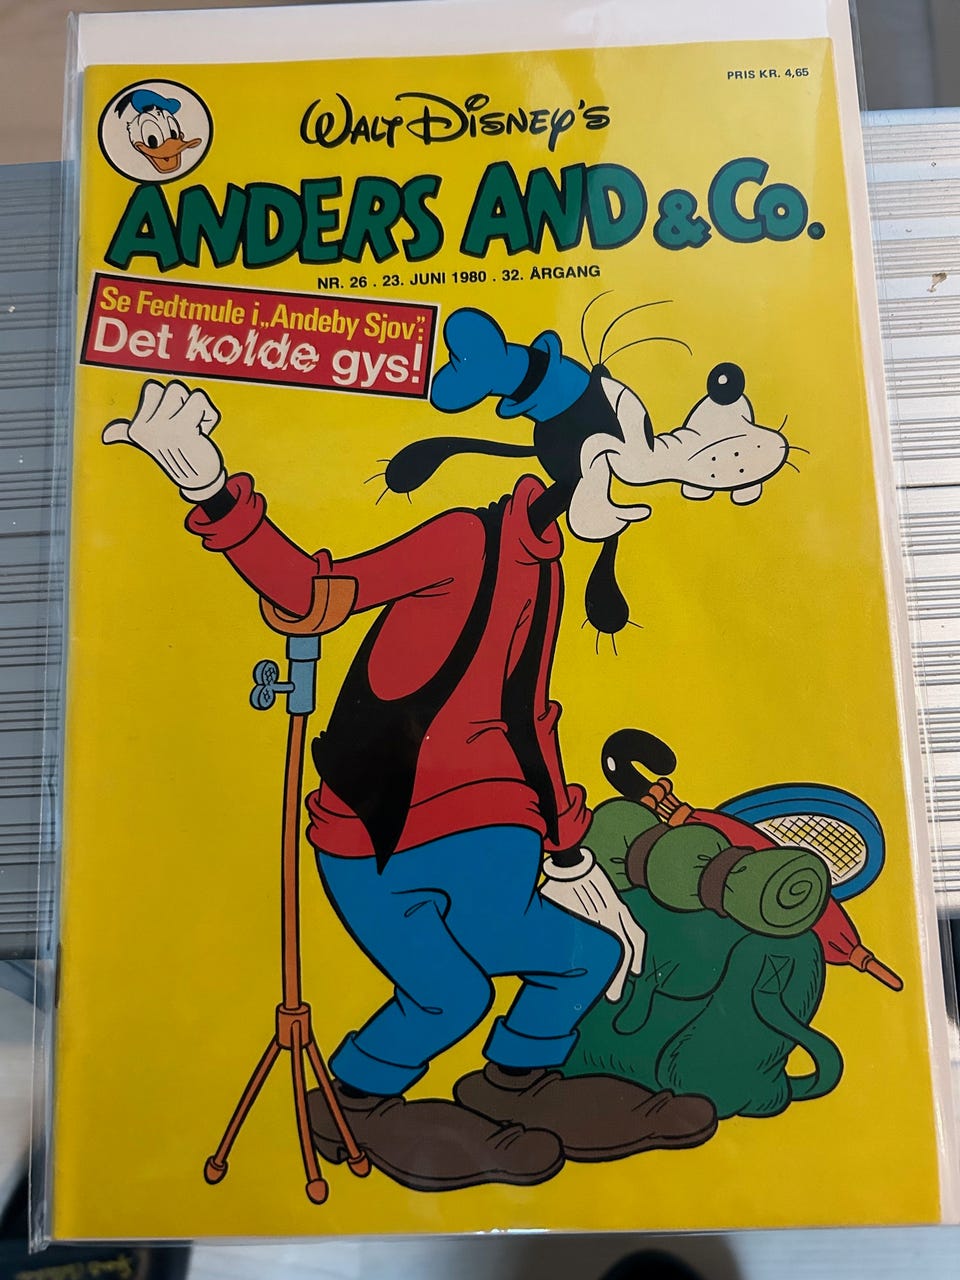 PRIS KR. 4,65
WALT DISNEY'S
ANDERS AND & Co.
NR. 26 . 23. JUNI 1980 . 32. ÅRGANG
Se Fedtmule i „Andeby Sjov":
Det kolde gys!